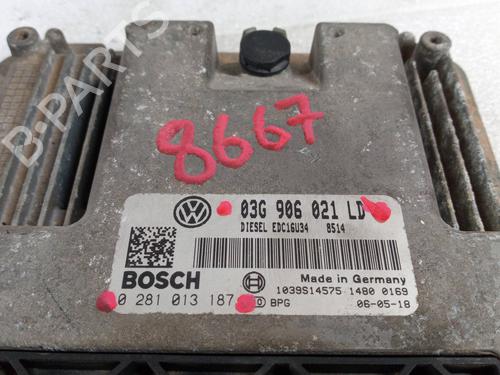 B-PARTS
8667
03G 906 021 LD
DIESEL EDC16U34 8514
BOSCH
Made in Germany
1039S14575 1480 0169
0 281 013 187
BPG 06-05-18